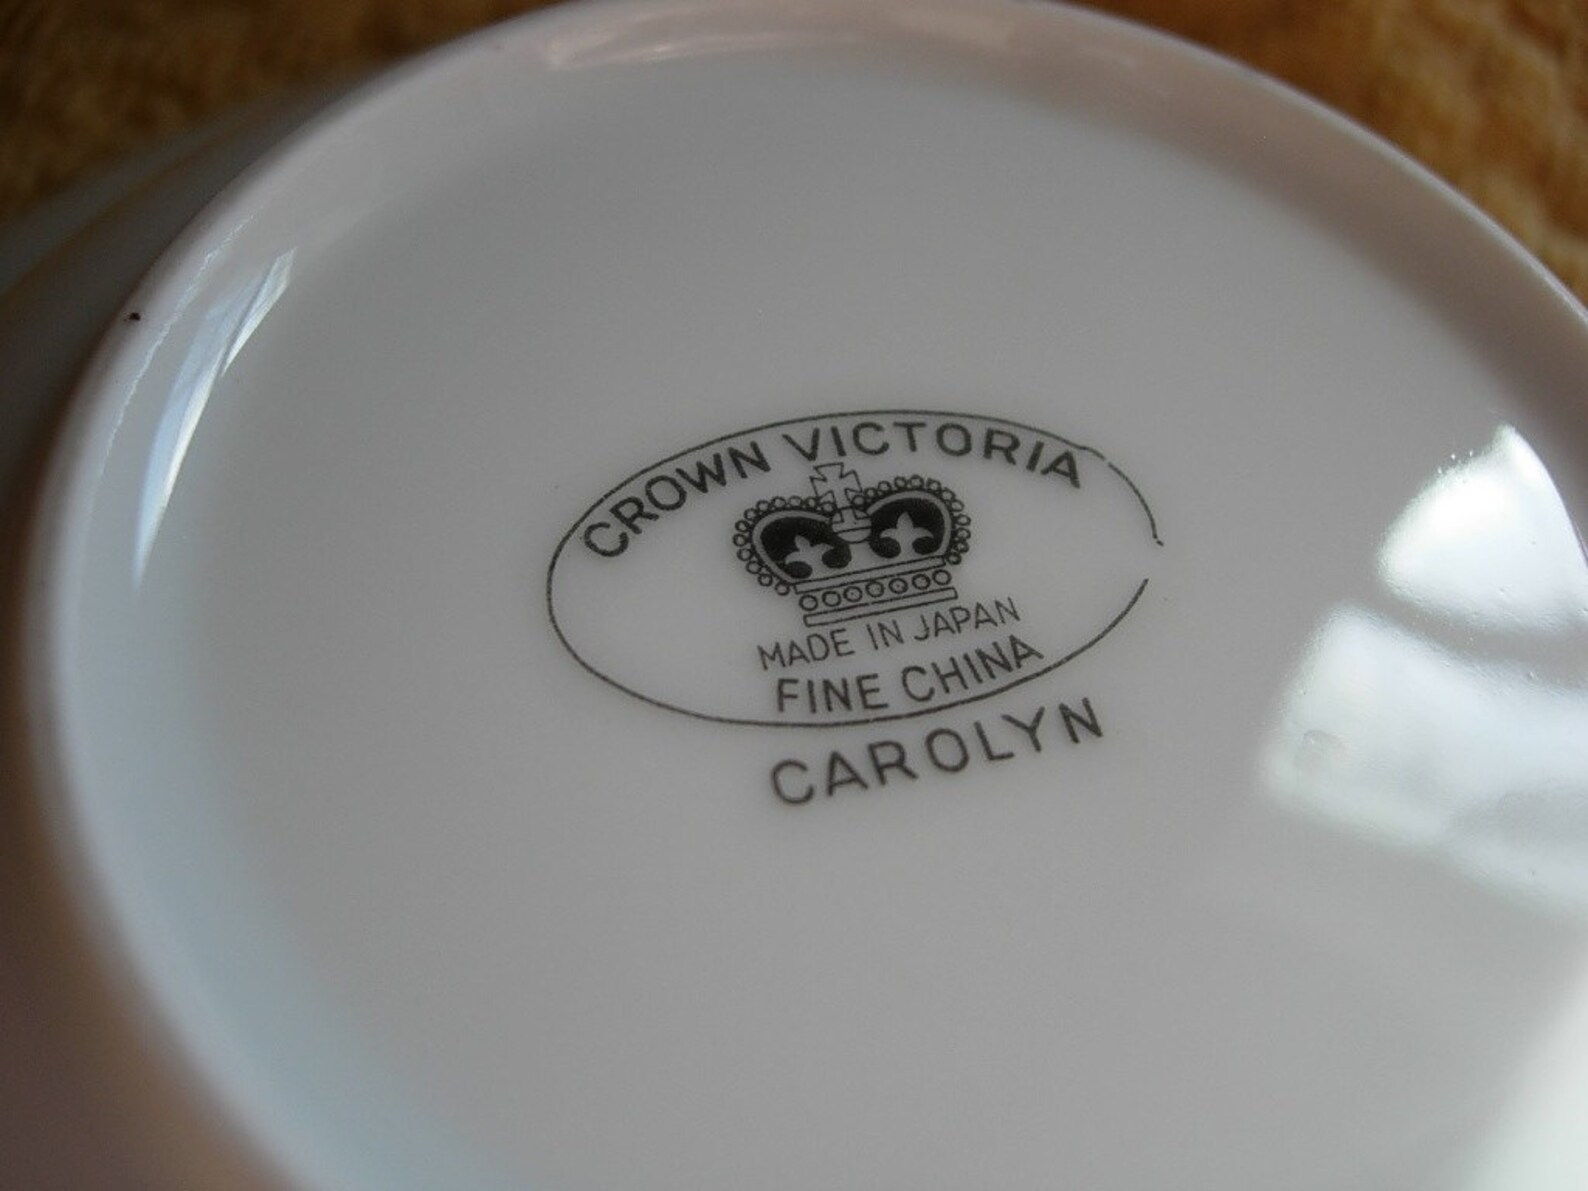 CROWN VICTORIA
MADE IN JAPAN
FINE CHINA
CAROLYN